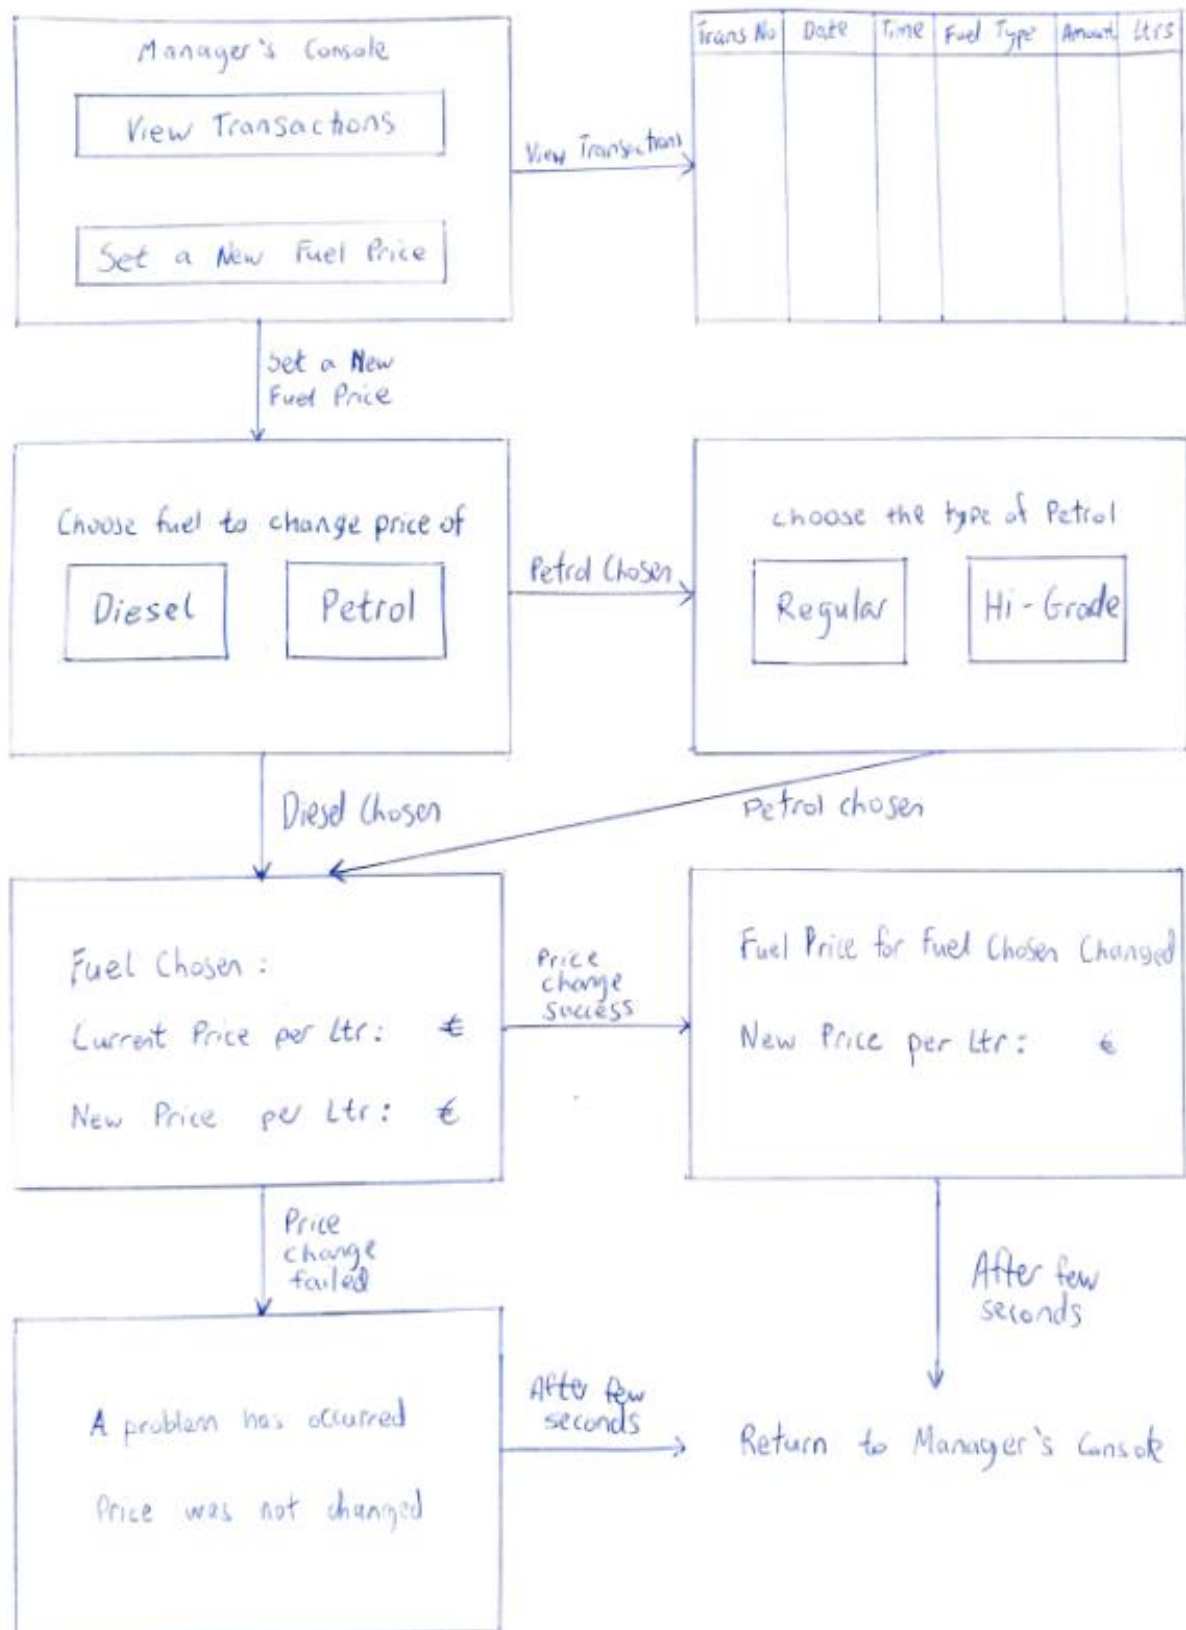 Manager's Console
View Transactions
Set a New Fuel Price
View Transactions
Trans No Date Time Fuel Type Amount Ltrs
Set a New
Fuel Price
Choose fuel to change price of
Diesel Petrol
Petrol Chosen
choose the type of Petrol
Regular Hi-Grade
Diesel Chosen
Petrol chosen
Fuel Chosen :
Current Price per Ltr: €
New Price per Ltr: €
Price
change
success
Fuel Price for Fuel Chosen Changed
New Price per Ltr: €
Price
change
failed
After few
seconds
A problem has occurred
Price was not changed
After few
seconds
Return to Manager's Console